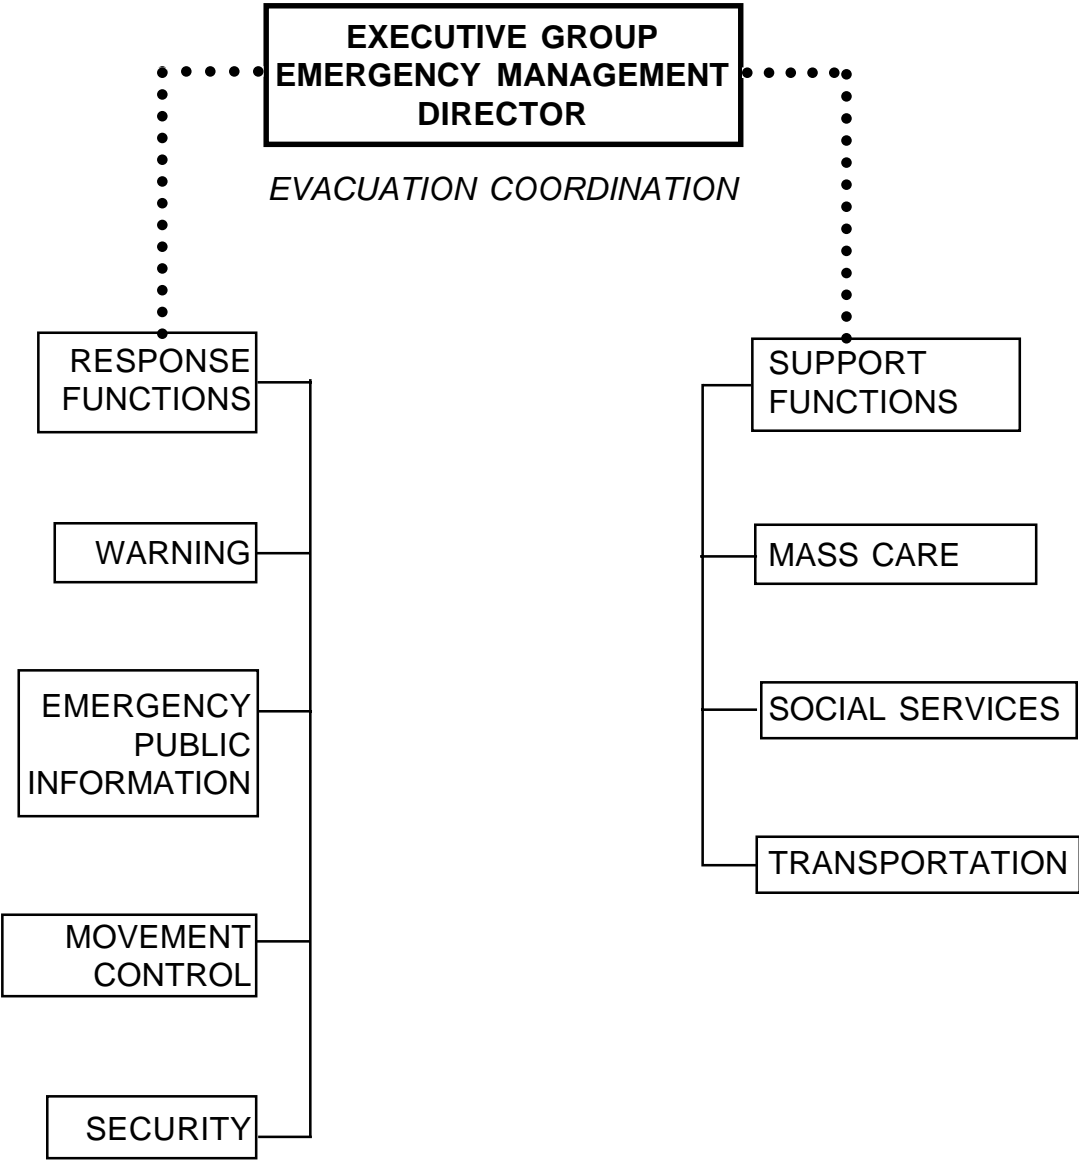 EXECUTIVE GROUP
EMERGENCY MANAGEMENT
DIRECTOR
EVACUATION COORDINATION
RESPONSE
FUNCTIONS
WARNING
EMERGENCY
PUBLIC
INFORMATION
MOVEMENT
CONTROL
SECURITY
SUPPORT
FUNCTIONS
MASS CARE
SOCIAL SERVICES
TRANSPORTATION